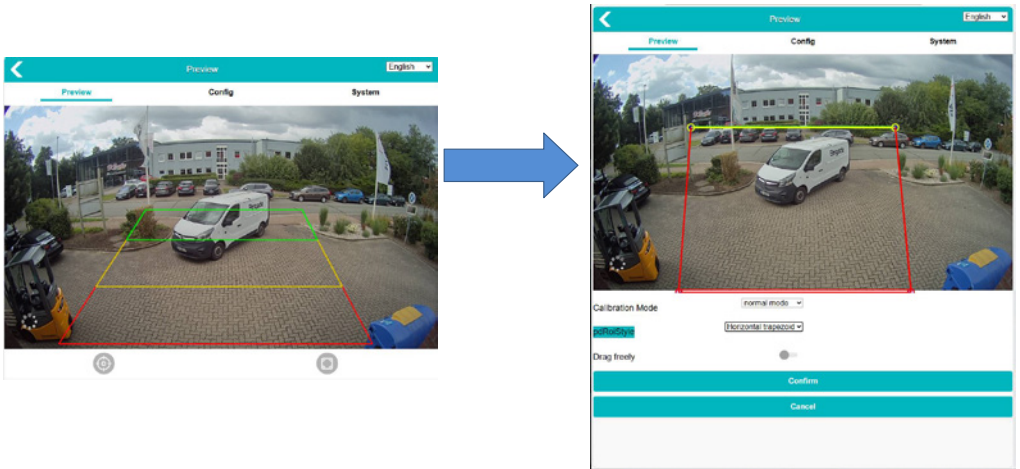 Preview
English
Preview Config System
Preview
English
Preview Config System
Calibration Mode
normal mode
pdRoiStyle
Horizontal trapezoid
Drag freely
Confirm
Cancel